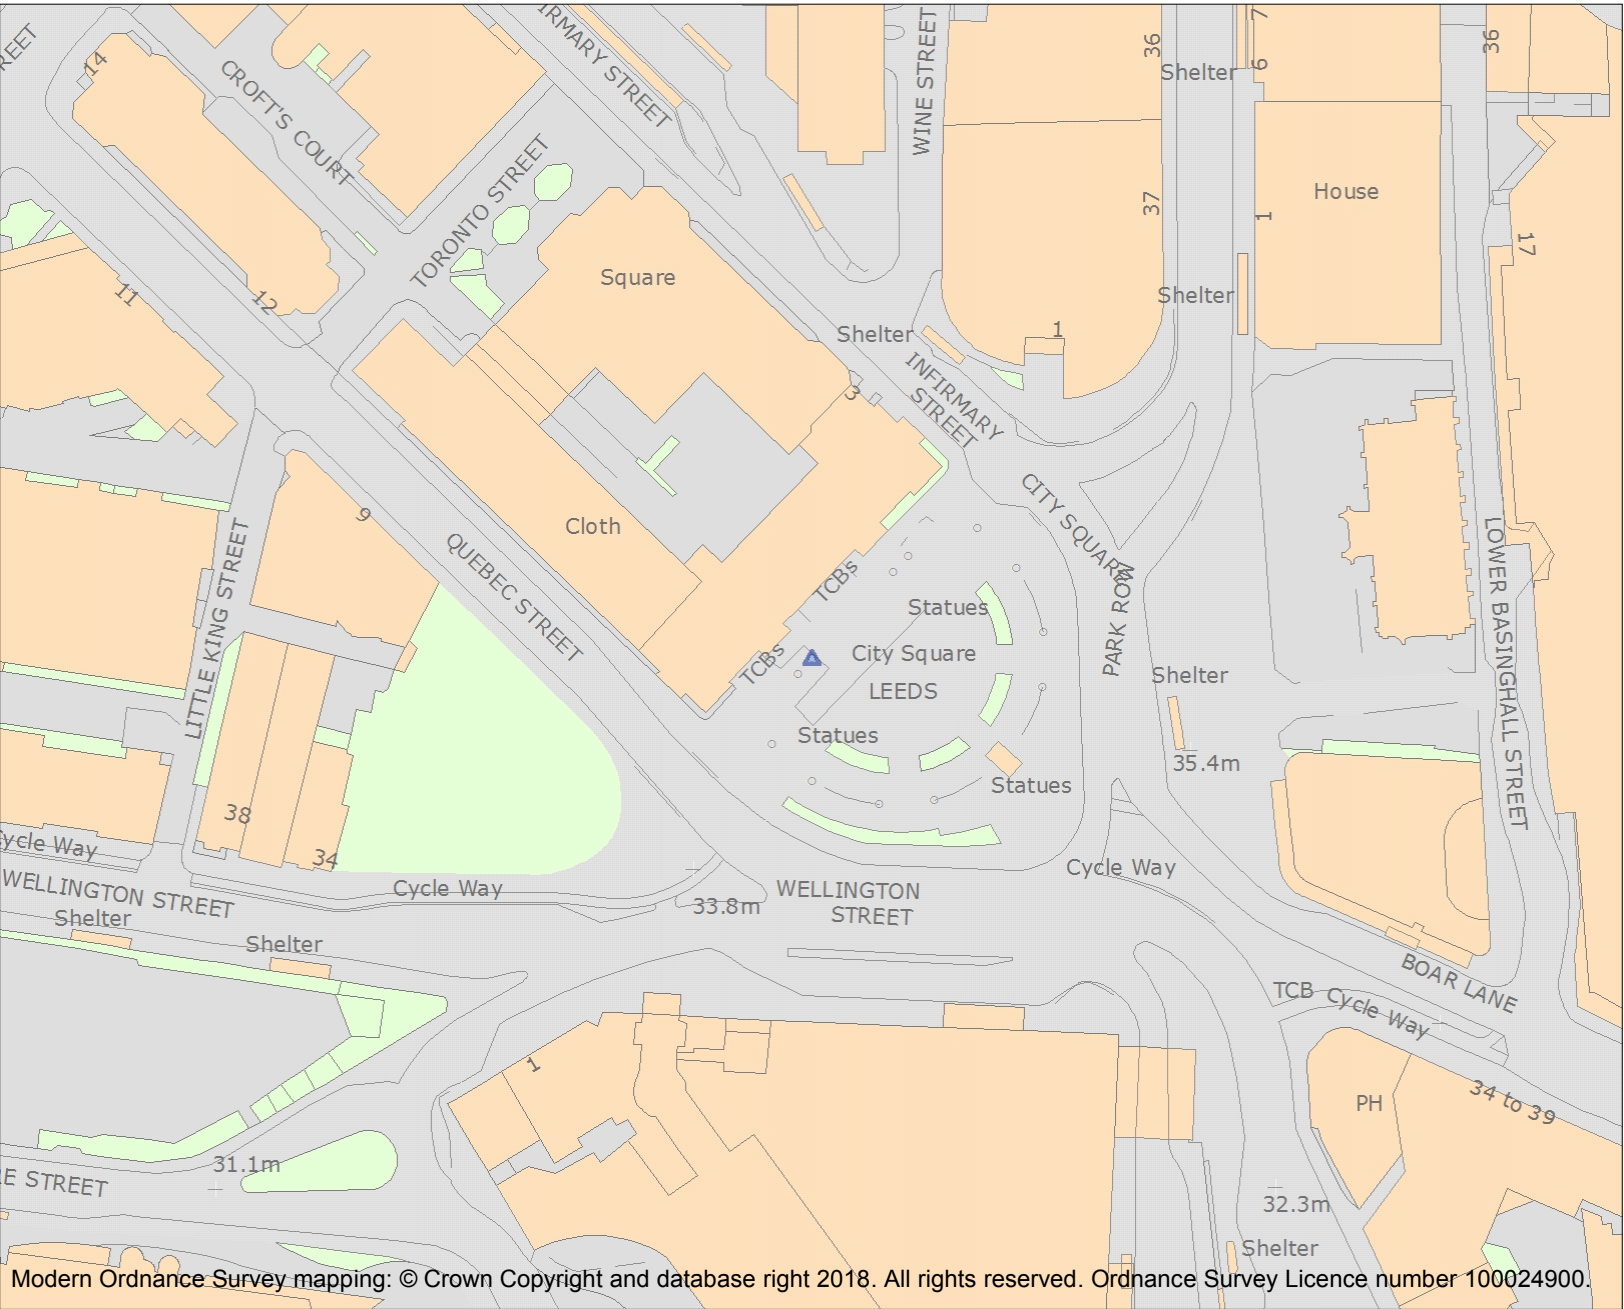 14
REET
CROFT'S COURT
IRMARY STREET
WINE STREET
36
Shelter
7
6
36
TORONTO STREET
37
1
House
17
11
12
Square
Shelter
Shelter
1
3
INFIRMARY
STREET
9
Cloth
QUEBEC STREET
LITTLE KING STREET
CITY SQUARE
PARK ROW
LOWER BASINGHALL STREET
TCBs
Statues
TCBs
City Square
LEEDS
Shelter
Statues
35.4m
Statues
38
34
Cycle Way
Cycle Way
Cycle Way
WELLINGTON STREET
WELLINGTON
STREET
33.8m
Shelter
Shelter
BOAR LANE
TCB
Cycle Way
1
PH
34 to 39
31.1m
RE STREET
32.3m
Shelter
Modern Ordnance Survey mapping: © Crown Copyright and database right 2018. All rights reserved. Ordnance Survey Licence number 100024900.